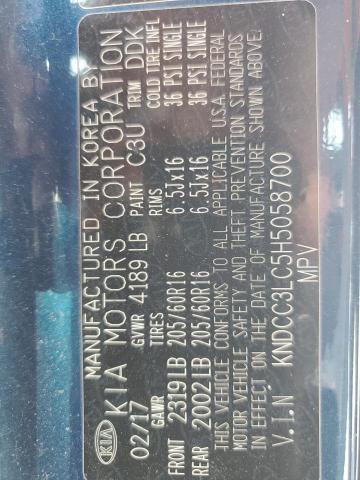 MANUFACTURED IN KOREA BY
KIA KIA MOTORS CORPORATION
02/17 GVWR 4189 LB PAINT C3U TRIM DDK
GAWR TIRES RIMS COLD TIRE INFL
FRONT 2319 LB 205/60R16 6.5Jx16 36 PSI SINGLE
REAR 2002 LB 205/60R16 6.5Jx16 36 PSI SINGLE
THIS VEHICLE CONFORMS TO ALL APPLICABLE U.S.A. FEDERAL
MOTOR VEHICLE SAFETY AND THEFT PREVENTION STANDARDS
IN EFFECT ON THE DATE OF MANUFACTURE SHOWN ABOVE.
V.I.N KNDCC3LC5H5058700
MPV